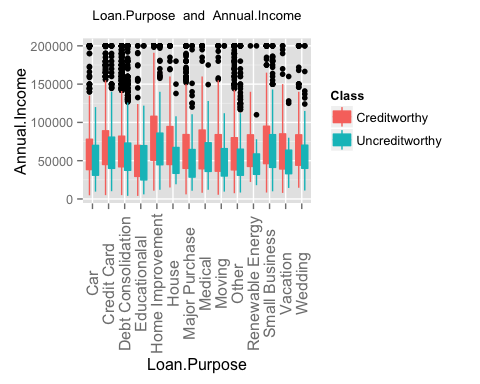 Loan.Purpose and Annual.Income
200000
150000
100000
50000
0
Annual.Income
Class
Creditworthy
Uncreditworthy
Car
Credit Card
Debt Consolidation
Educationalal
Home Improvement
House
Major Purchase
Medical
Moving
Other
Renewable Energy
Small Business
Vacation
Wedding
Loan.Purpose